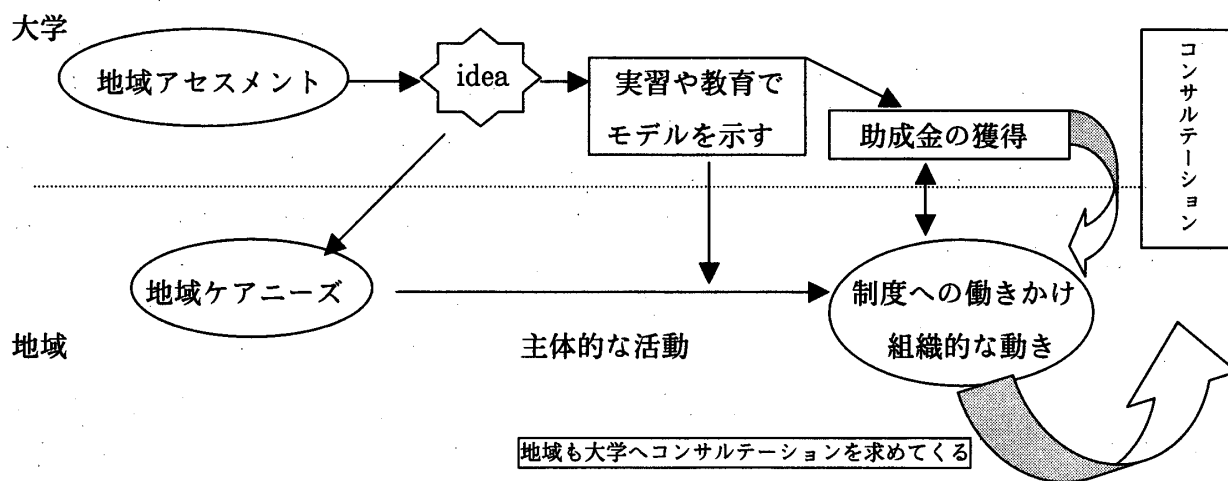 大学
地域アセスメント
idea
実習や教育で
モデルを示す
助成金の獲得
コンサルテーション
地域ケアニーズ
制度への働きかけ
組織的な動き
地域
主体的な活動
地域も大学へコンサルテーションを求めてくる